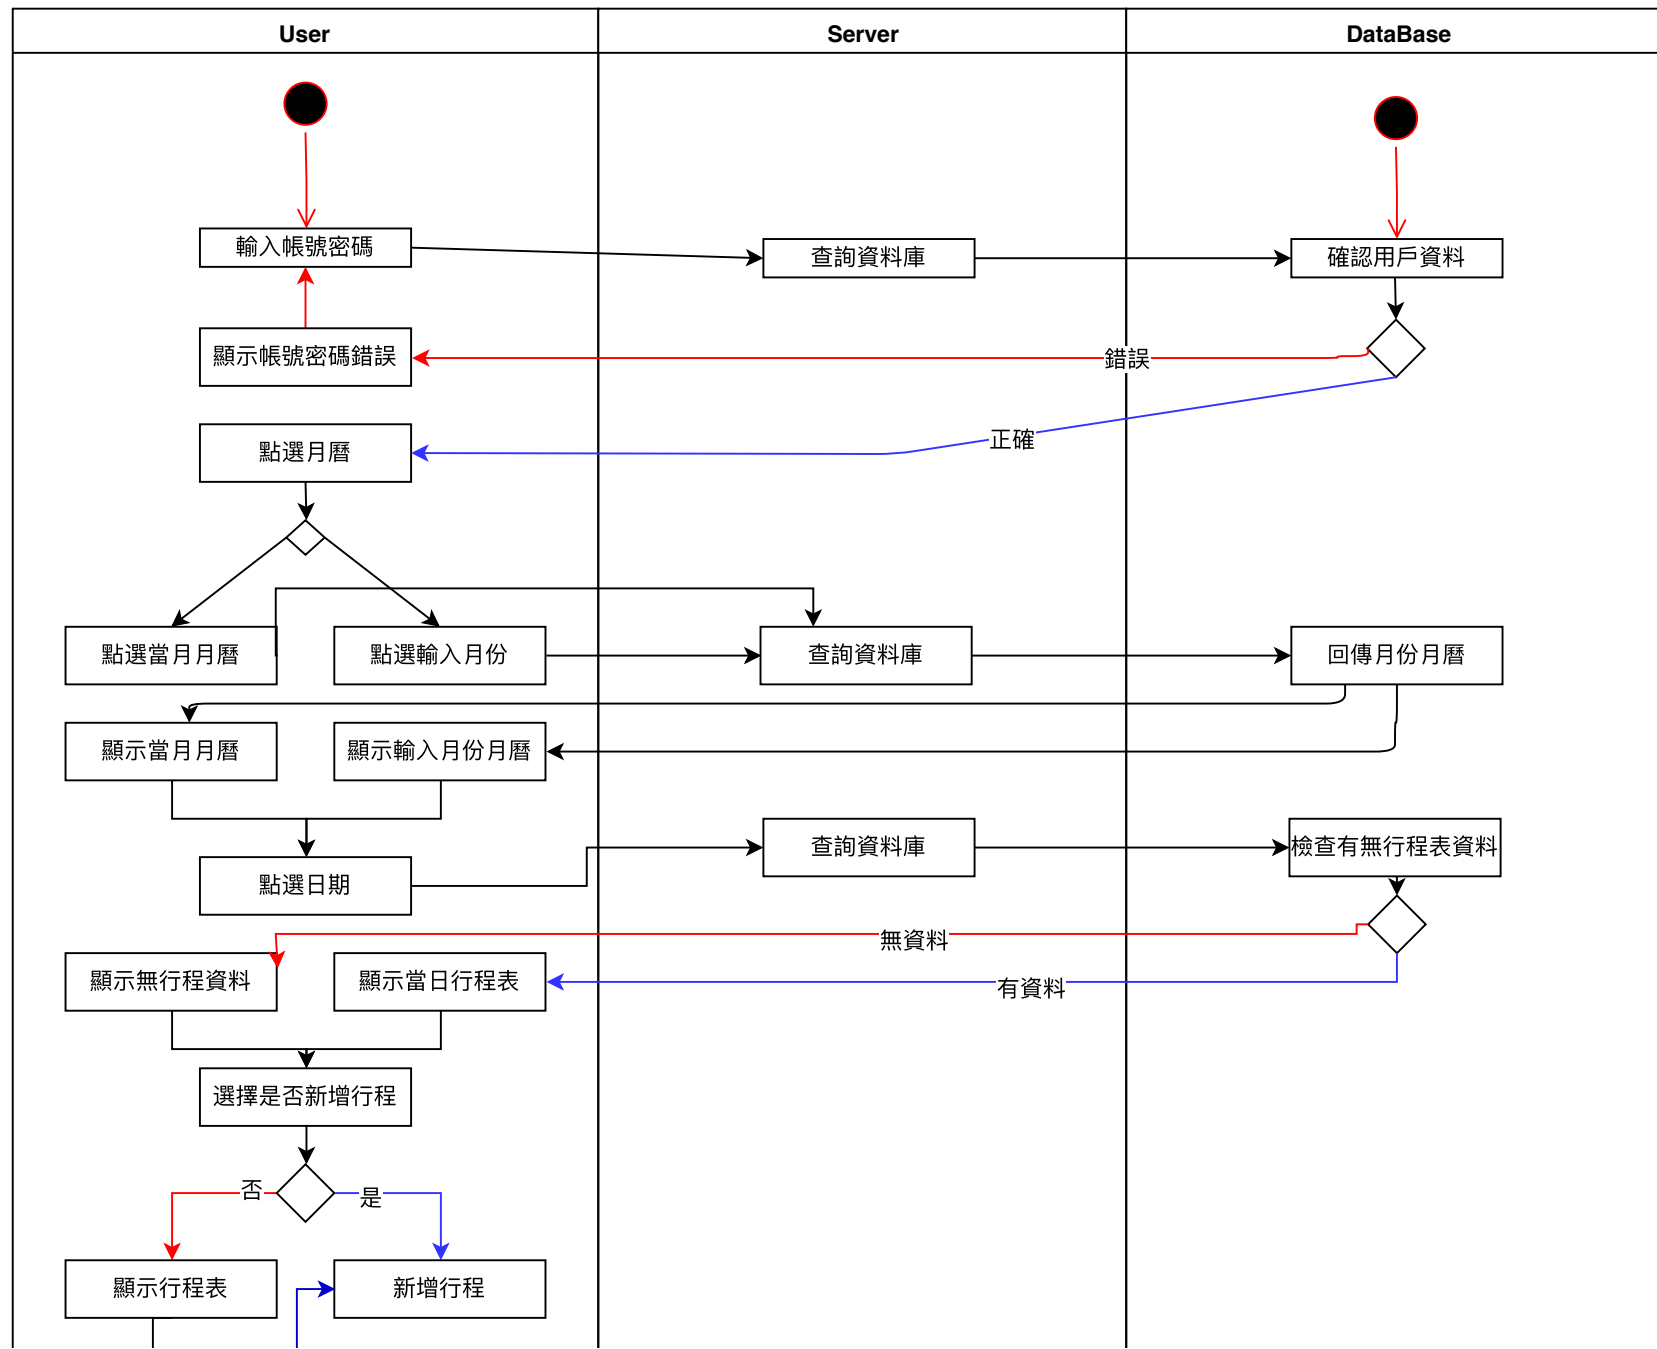 User
Server
DataBase
輸入帳號密碼
查詢資料庫
確認用戶資料
顯示帳號密碼錯誤
錯誤
正確
點選月曆
點選當月月曆
點選輸入月份
查詢資料庫
回傳月份月曆
顯示當月月曆
顯示輸入月份月曆
查詢資料庫
檢查有無行程表資料
點選日期
無資料
顯示無行程資料
顯示當日行程表
有資料
選擇是否新增行程
否
是
顯示行程表
新增行程